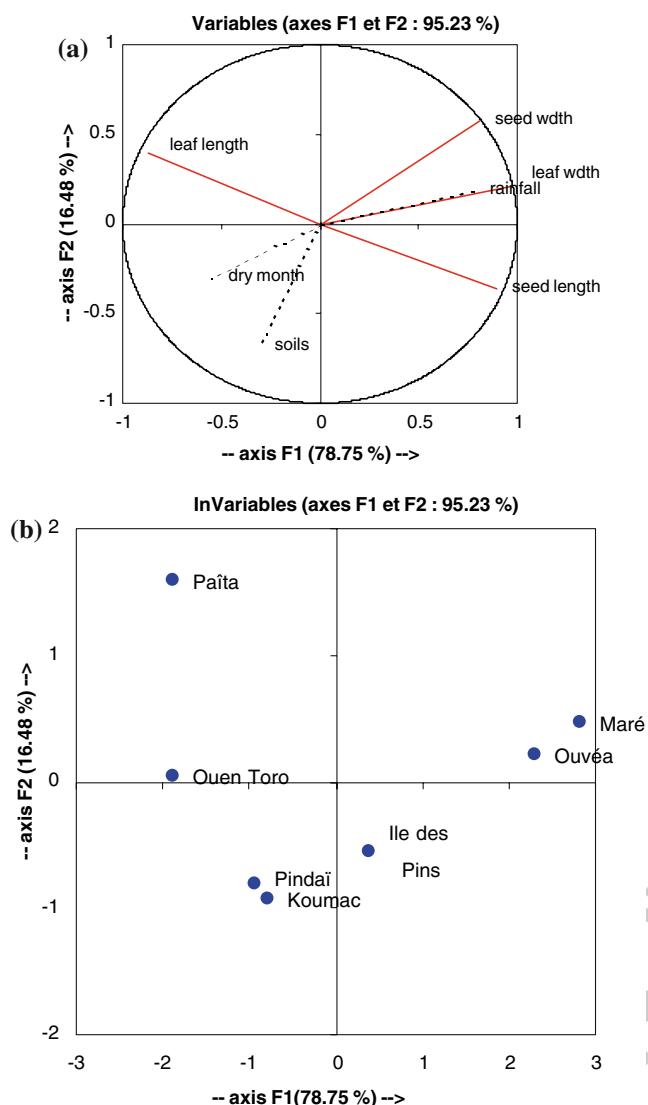 Variables (axes F1 et F2 : 95.23 %)
(a)
1
seed wdth
0.5
leaf length
leaf wdth
rainfall
0
dry month
seed length
-0.5
soils
-1
-1 -0.5 0 0.5 1
-- axis F2 (16.48 %) -->
-- axis F1 (78.75 %) -->
InVariables (axes F1 et F2 : 95.23 %)
(b)
2
Païta
1
Maré
Ouvéa
Ouen Toro
0
Ile des
Pins
Pindaï
Koumac
-1
-2
-3 -2 -1 0 1 2 3
-- axis F2 (16.48 %) -->
-- axis F1(78.75 %) -->